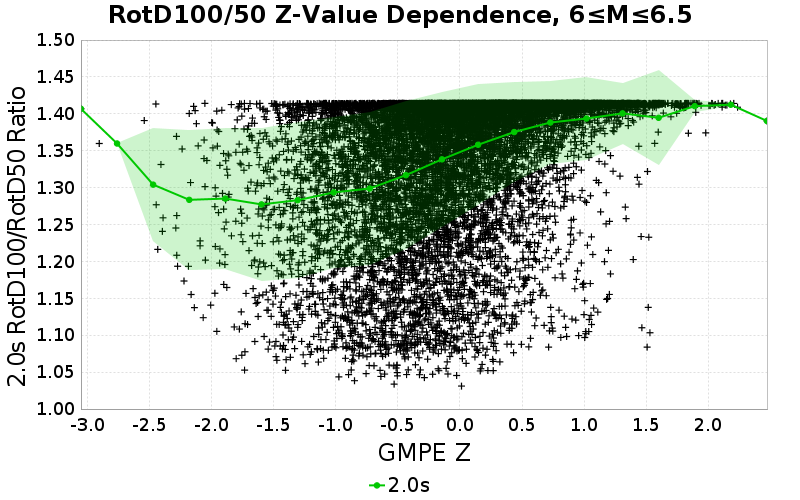 RotD100/50 Z-Value Dependence, 6≤M≤6.5
2.0s RotD100/RotD50 Ratio
1.50
1.45
1.40
1.35
1.30
1.25
1.20
1.15
1.10
1.05
1.00
-3.0 -2.5 -2.0 -1.5 -1.0 -0.5 0.0 0.5 1.0 1.5 2.0
GMPE Z
2.0s